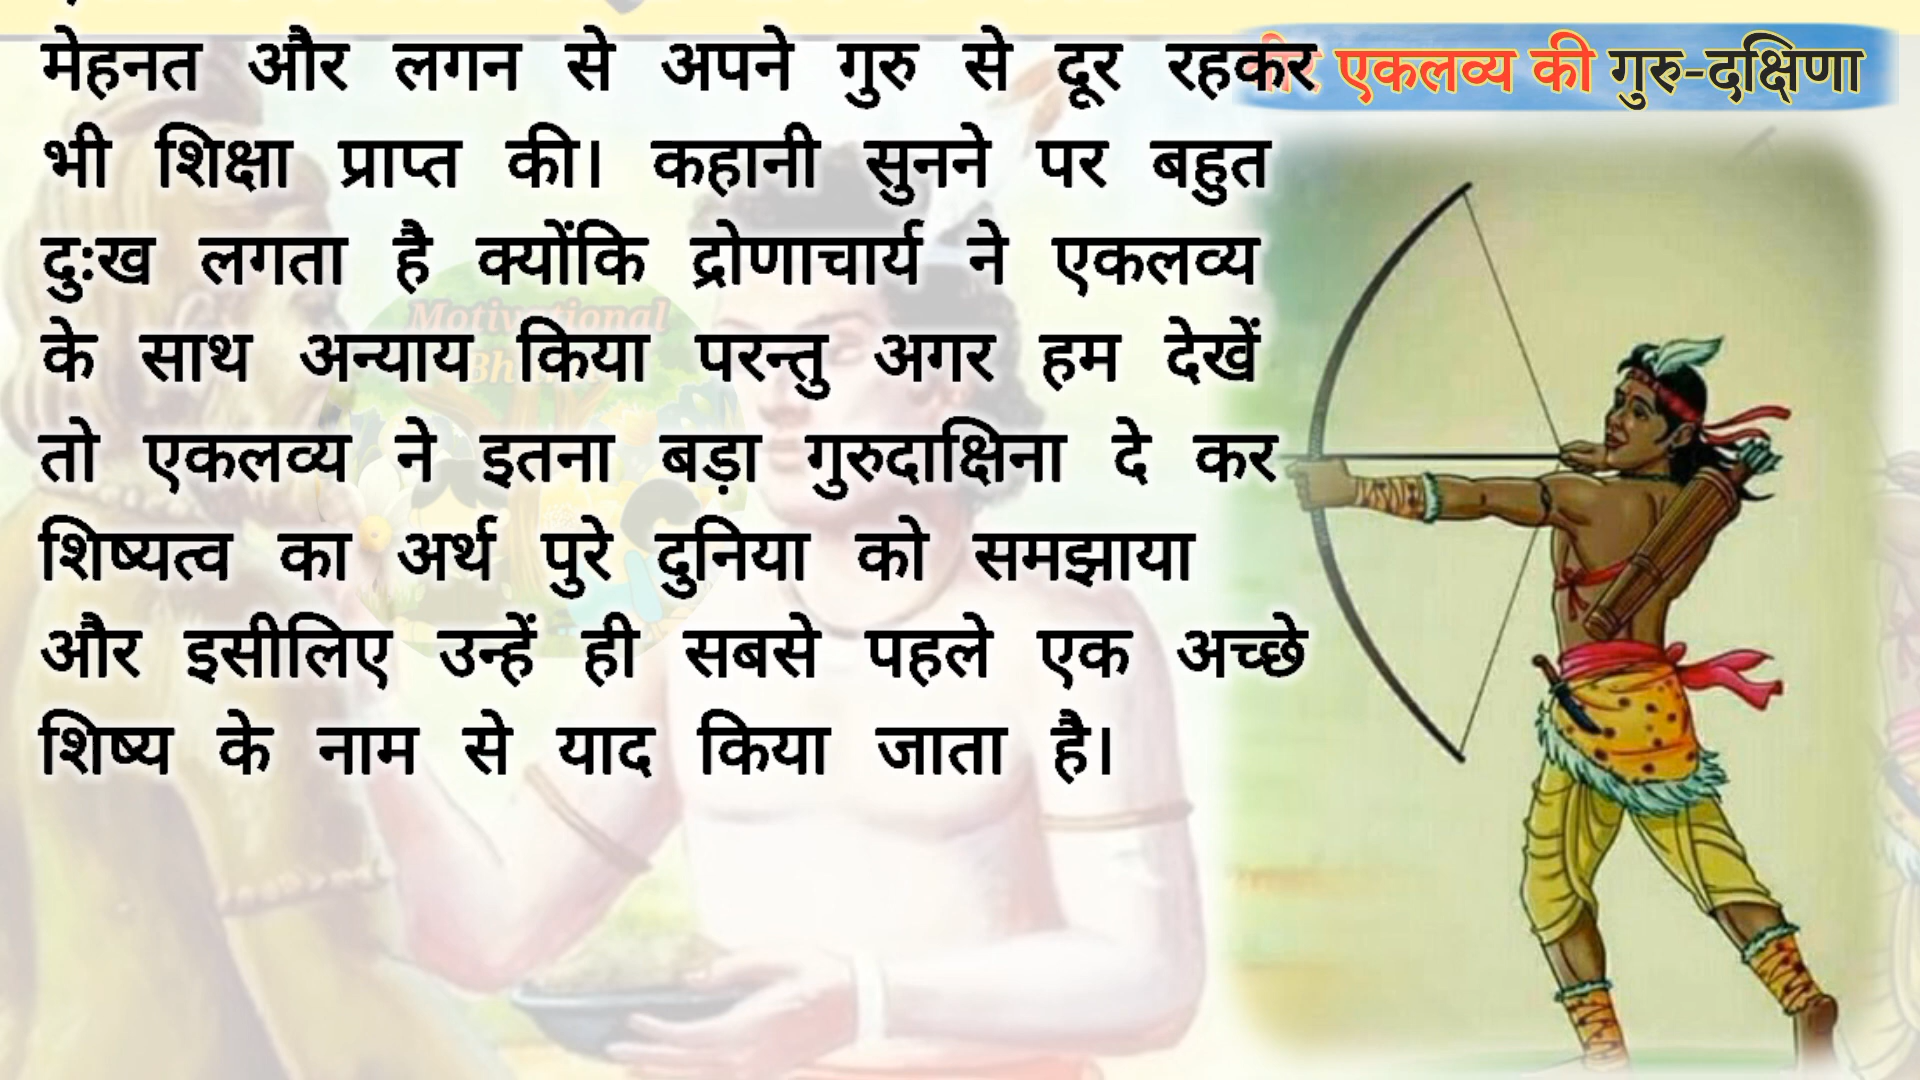 मेहनत और लगन से अपने गुरु से दूर रहकर
भी शिक्षा प्राप्त की। कहानी सुनने पर बहुत
दुःख लगता है क्योंकि द्रोणाचार्य ने एकलव्य
के साथ अन्याय किया परन्तु अगर हम देखें
तो एकलव्य ने इतना बड़ा गुरुदाक्षिना दे कर
शिष्यत्व का अर्थ पुरे दुनिया को समझाया
और इसीलिए उन्हें ही सबसे पहले एक अच्छे
शिष्य के नाम से याद किया जाता है।
एकलव्य की गुरु-दक्षिणा
Motivational